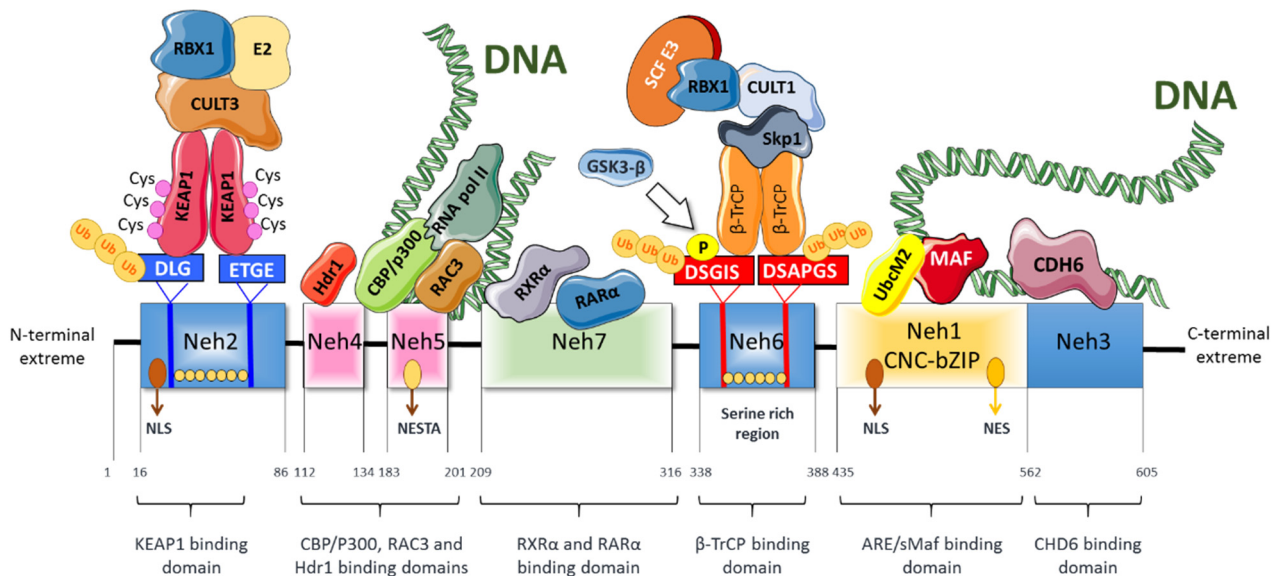 RBX1
E2
CULT3
KEAP1
KEAP1
Cys
Cys
Cys
Cys
Cys
Cys
Ub
Ub
Ub
DLG
ETGE
DNA
Hdr1
CBP/p300
RNA pol II
RAC3
RXRα
RARα
SCF E3
RBX1
CULT1
Skp1
GSK3-β
β-TrCP
β-TrCP
P
Ub
Ub
Ub
Ub
Ub
Ub
DSGIS
DSAPGS
DNA
UbcM2
MAF
CDH6
N-terminal
extreme
Neh2
Neh4
Neh5
Neh7
Neh6
Neh1
CNC-bZIP
Neh3
C-terminal
extreme
NLS
NESTA
Serine rich
region
NLS
NES
1 16 86 112 134 183 201 209 316 338 388 435 562 605
KEAP1 binding
domain
CBP/P300, RAC3 and
Hdr1 binding domains
RXRα and RARα
binding domain
β-TrCP binding
domain
ARE/sMaf binding
domain
CHD6 binding
domain